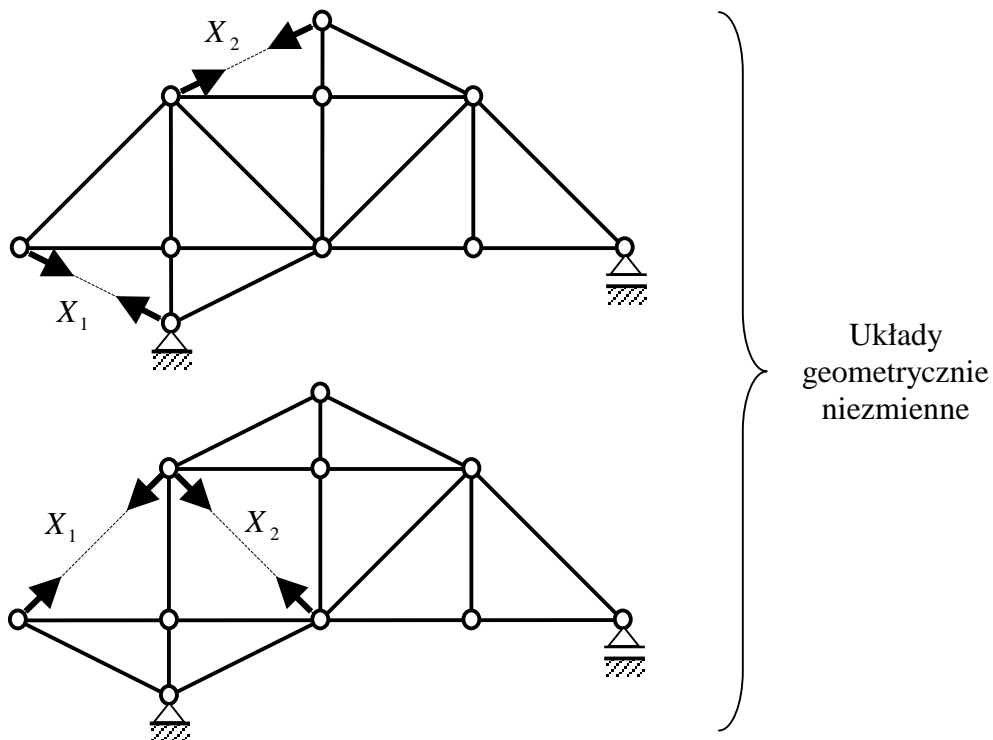 X₂
X₁
Układy
geometrycznie
niezmienne
X₁
X₂